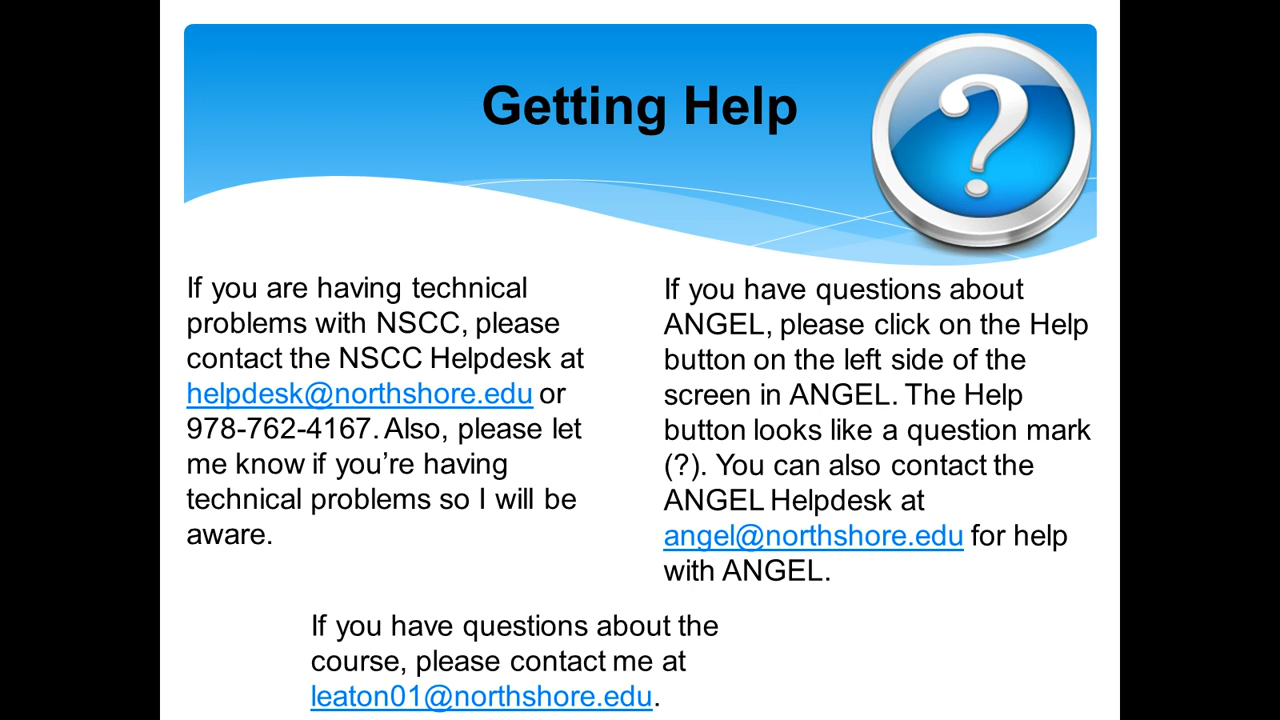 Getting Help
If you are having technical
problems with NSCC, please
contact the NSCC Helpdesk at
helpdesk@northshore.edu or
978-762-4167. Also, please let
me know if you’re having
technical problems so I will be
aware.
If you have questions about
ANGEL, please click on the Help
button on the left side of the
screen in ANGEL. The Help
button looks like a question mark
(?). You can also contact the
ANGEL Helpdesk at
angel@northshore.edu for help
with ANGEL.
If you have questions about the
course, please contact me at
leaton01@northshore.edu.